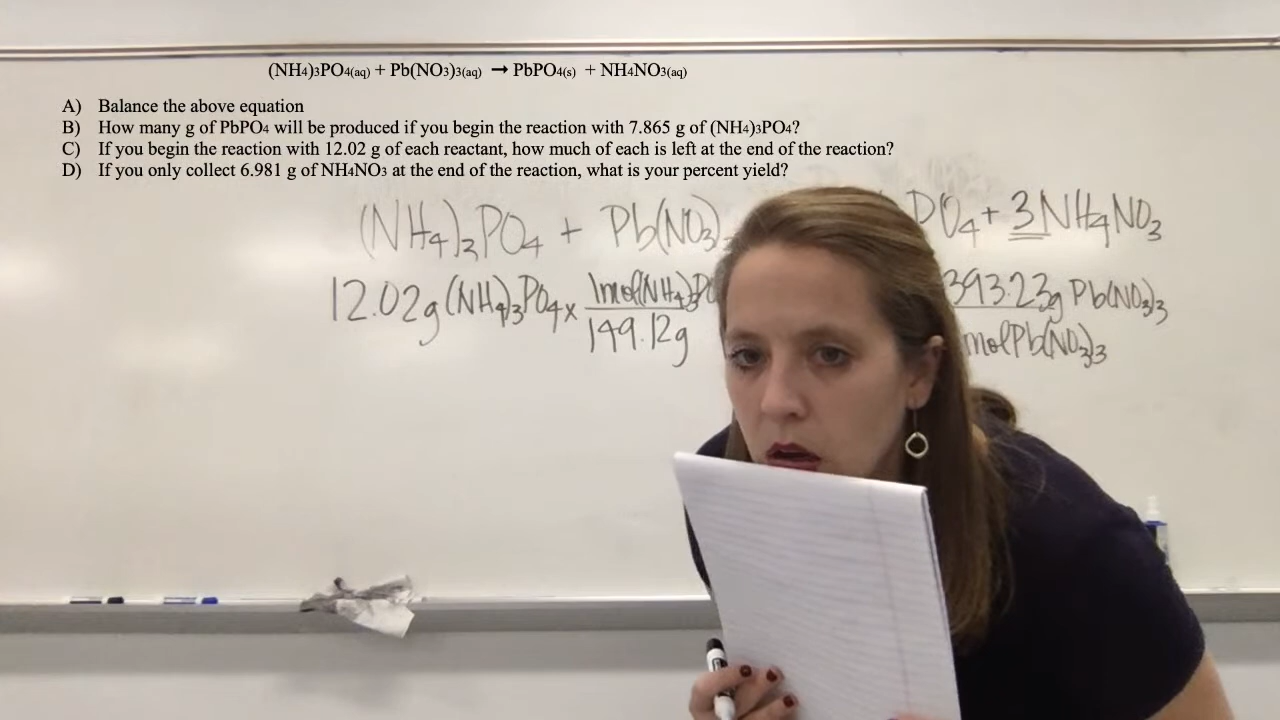 (NH4)3PO4(aq) + Pb(NO3)3(aq) → PbPO4(s) + NH4NO3(aq)
A) Balance the above equation
B) How many g of PbPO4 will be produced if you begin the reaction with 7.865 g of (NH4)3PO4?
C) If you begin the reaction with 12.02 g of each reactant, how much of each is left at the end of the reaction?
D) If you only collect 6.981 g of NH4NO3 at the end of the reaction, what is your percent yield?
(NH4)3PO4 + Pb(NO3) PO4 + 3NH4NO3
12.02g (NH4)3PO4 x 1mol(NH4)3PO 393.23g Pb(NO3)3
149.12g molPb(NO3)3